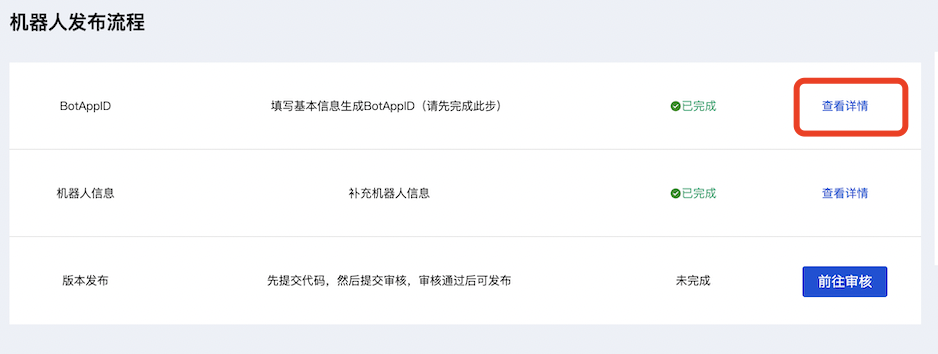 机器人发布流程
BotAppID 填写基本信息生成BotAppID（请先完成此步） 已完成 查看详情
机器人信息 补充机器人信息 已完成 查看详情
版本发布 先提交代码，然后提交审核，审核通过后可发布 未完成 前往审核